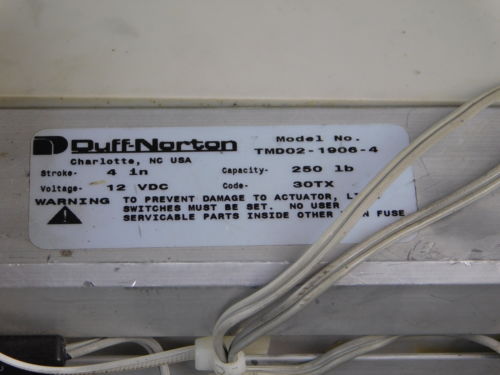 Duff-Norton Model No.
Charlotte, NC USA TMD02-1906-4
Stroke- 4 in Capacity- 250 lb
Voltage- 12 VDC Code- 30TX
WARNING TO PREVENT DAMAGE TO ACTUATOR,
SWITCHES MUST BE SET. NO USER
SERVICABLE PARTS INSIDE OTHER FUSE